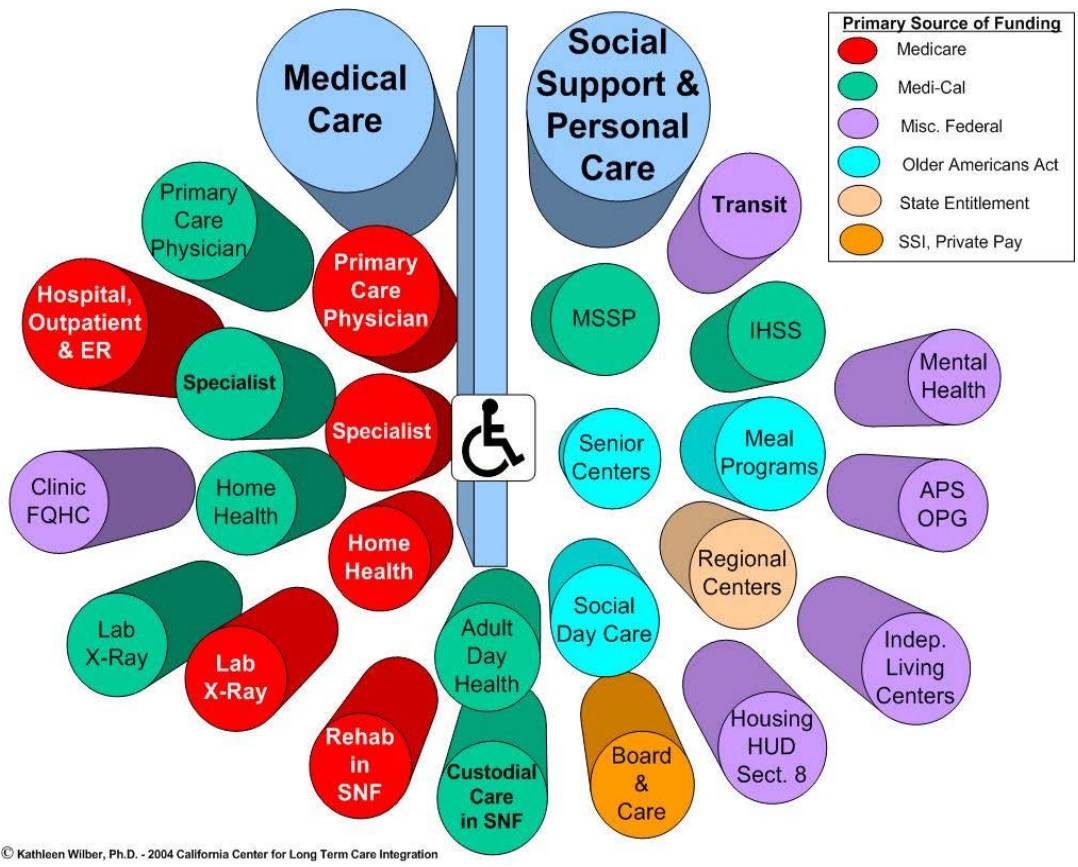 Medical
Care
Social
Support &
Personal
Care
Primary Source of Funding
Medicare
Medi-Cal
Misc. Federal
Older Americans Act
State Entitlement
SSI, Private Pay
Primary
Care
Physician
Primary
Care
Physician
Hospital,
Outpatient
& ER
Specialist
Specialist
Clinic
FQHC
Home
Health
Home
Health
Lab
X-Ray
Lab
X-Ray
Rehab
in
SNF
Adult
Day
Health
Custodial
Care
in SNF
Transit
MSSP
IHSS
Mental
Health
Senior
Centers
Meal
Programs
APS
OPG
Regional
Centers
Social
Day Care
Indep.
Living
Centers
Housing
HUD
Sect. 8
Board
&
Care
© Kathleen Wilber, Ph.D. - 2004 California Center for Long Term Care Integration